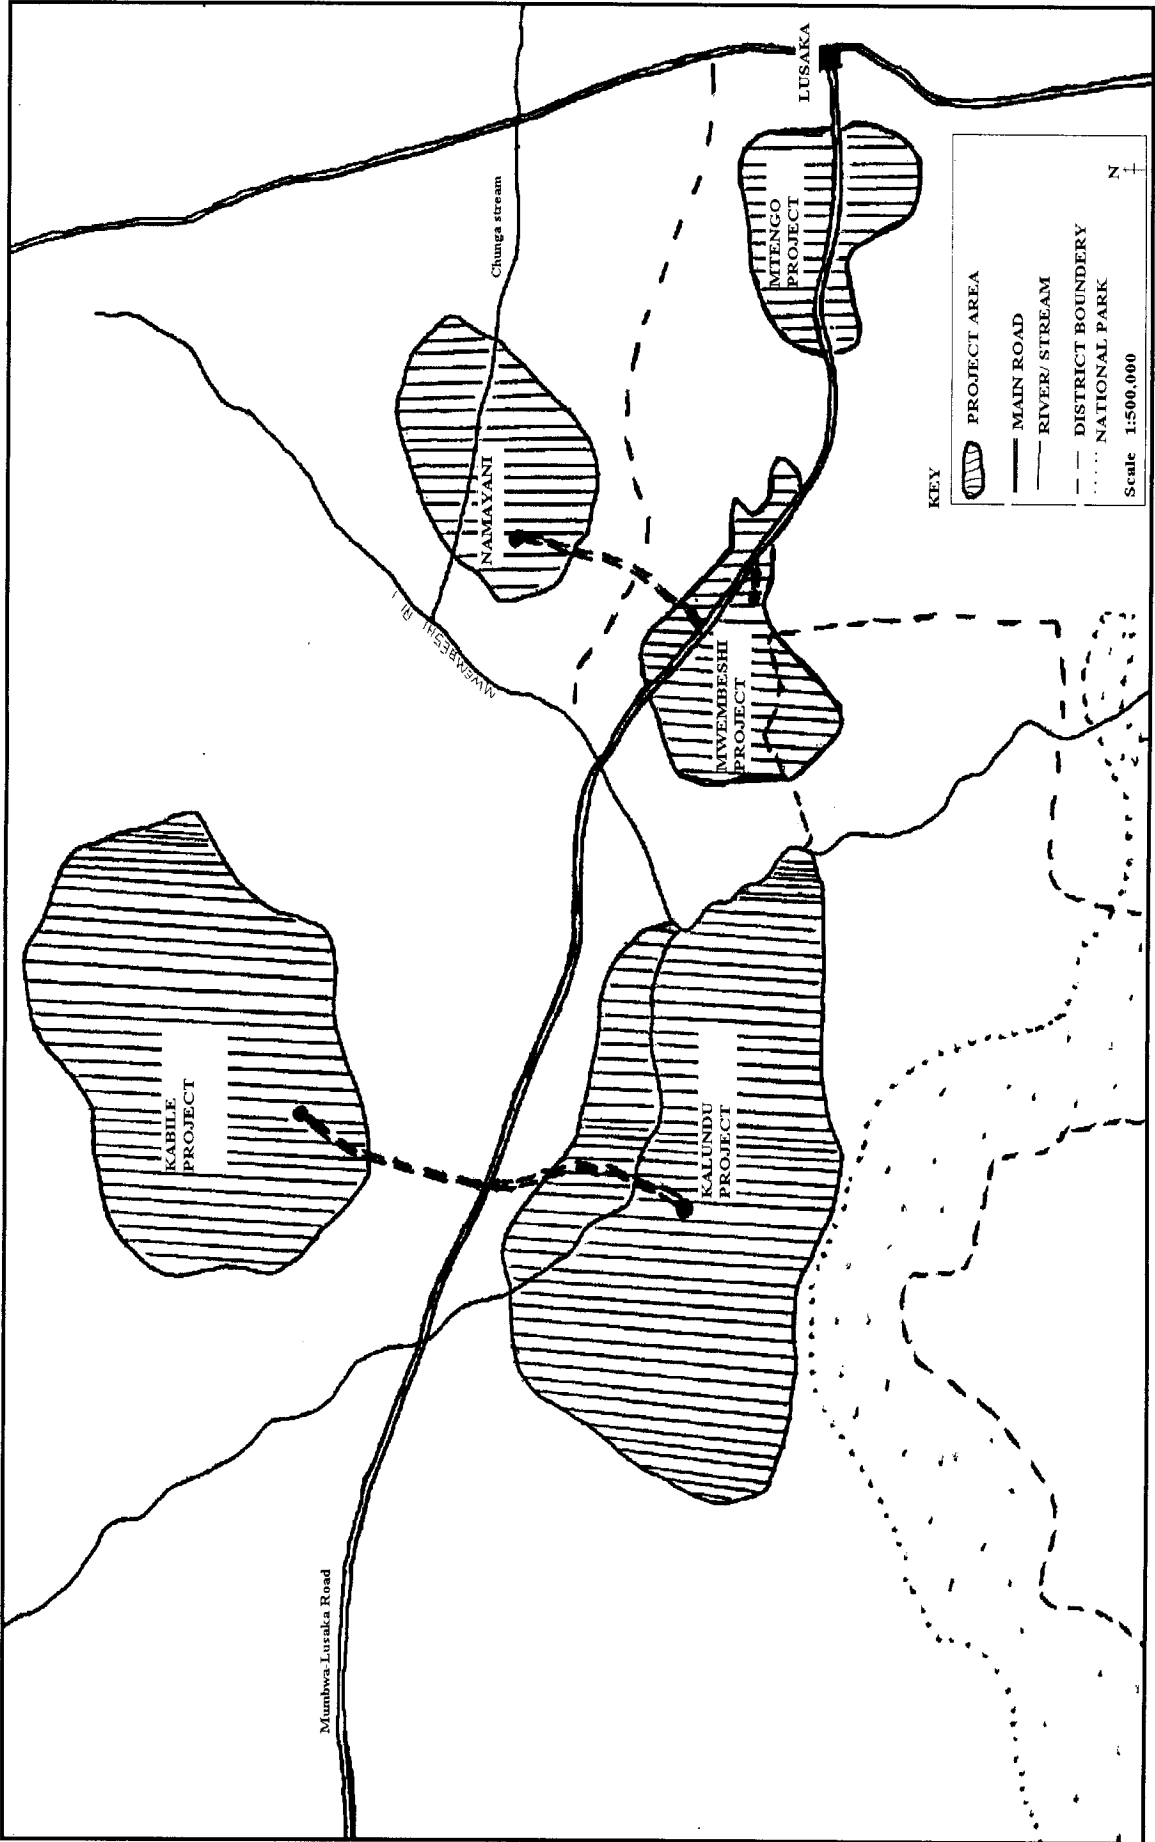 KABILE
PROJECT
Mumbwa-Lusaka Road
KALUNDU
PROJECT
MWEMBESHI
MWEMBESHI
PROJECT
NAMAYANI
Chunga stream
MTENGO
PROJECT
LUSAKA
KEY
PROJECT AREA
MAIN ROAD
RIVER/ STREAM
DISTRICT BOUNDERY
NATIONAL PARK
Scale 1:500,000
N